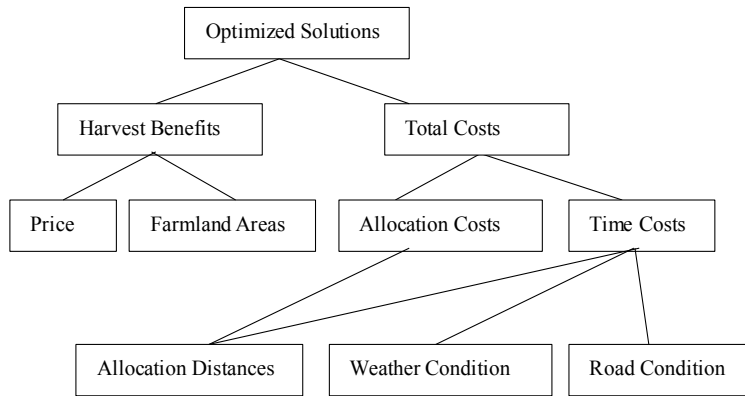 Optimized Solutions
Harvest Benefits
Total Costs
Price
Farmland Areas
Allocation Costs
Time Costs
Allocation Distances
Weather Condition
Road Condition